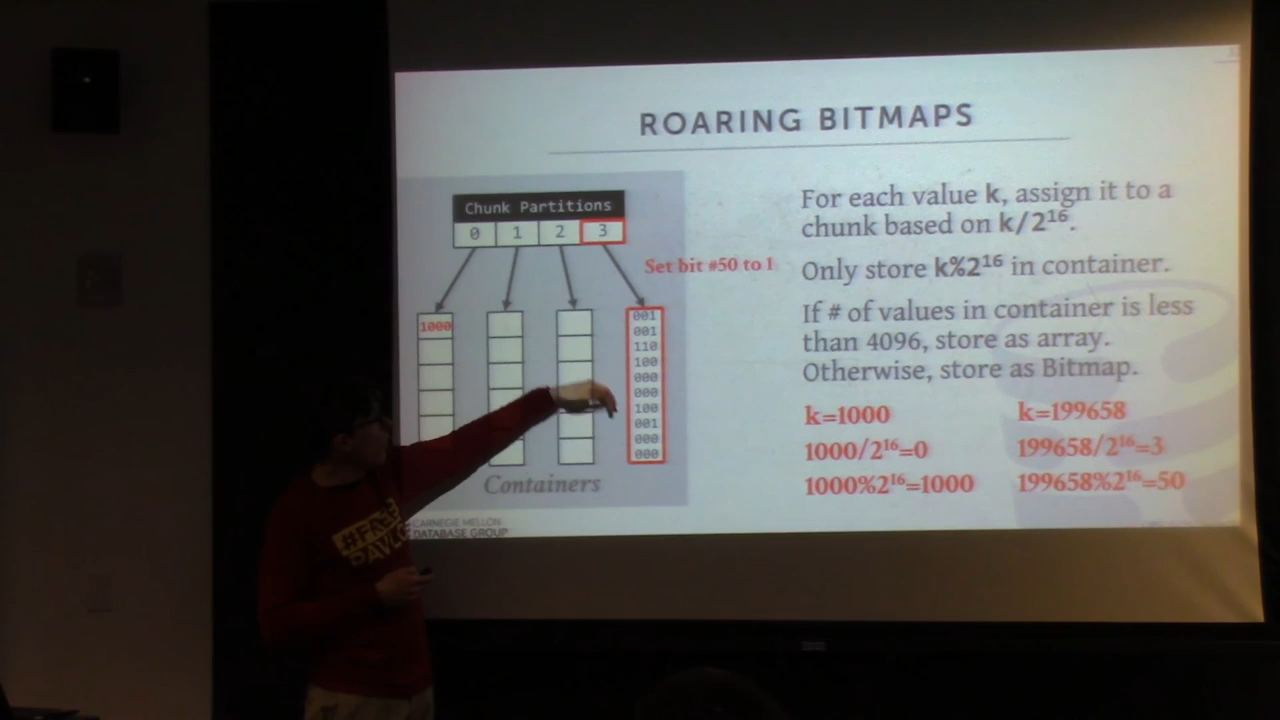 ROARING BITMAPS
Chunk Partitions
0 1 2 3
Set bit #50 to 1
1000
001
001
110
100
000
000
100
001
000
000
Containers
For each value k, assign it to a
chunk based on k/2¹⁶.
Only store k%2¹⁶ in container.
If # of values in container is less
than 4096, store as array.
Otherwise, store as Bitmap.
k=1000
1000/2¹⁶=0
1000%2¹⁶=1000
k=199658
199658/2¹⁶=3
199658%2¹⁶=50
CARNEGIE MELLON
DATABASE GROUP
#FREE
PAVLO